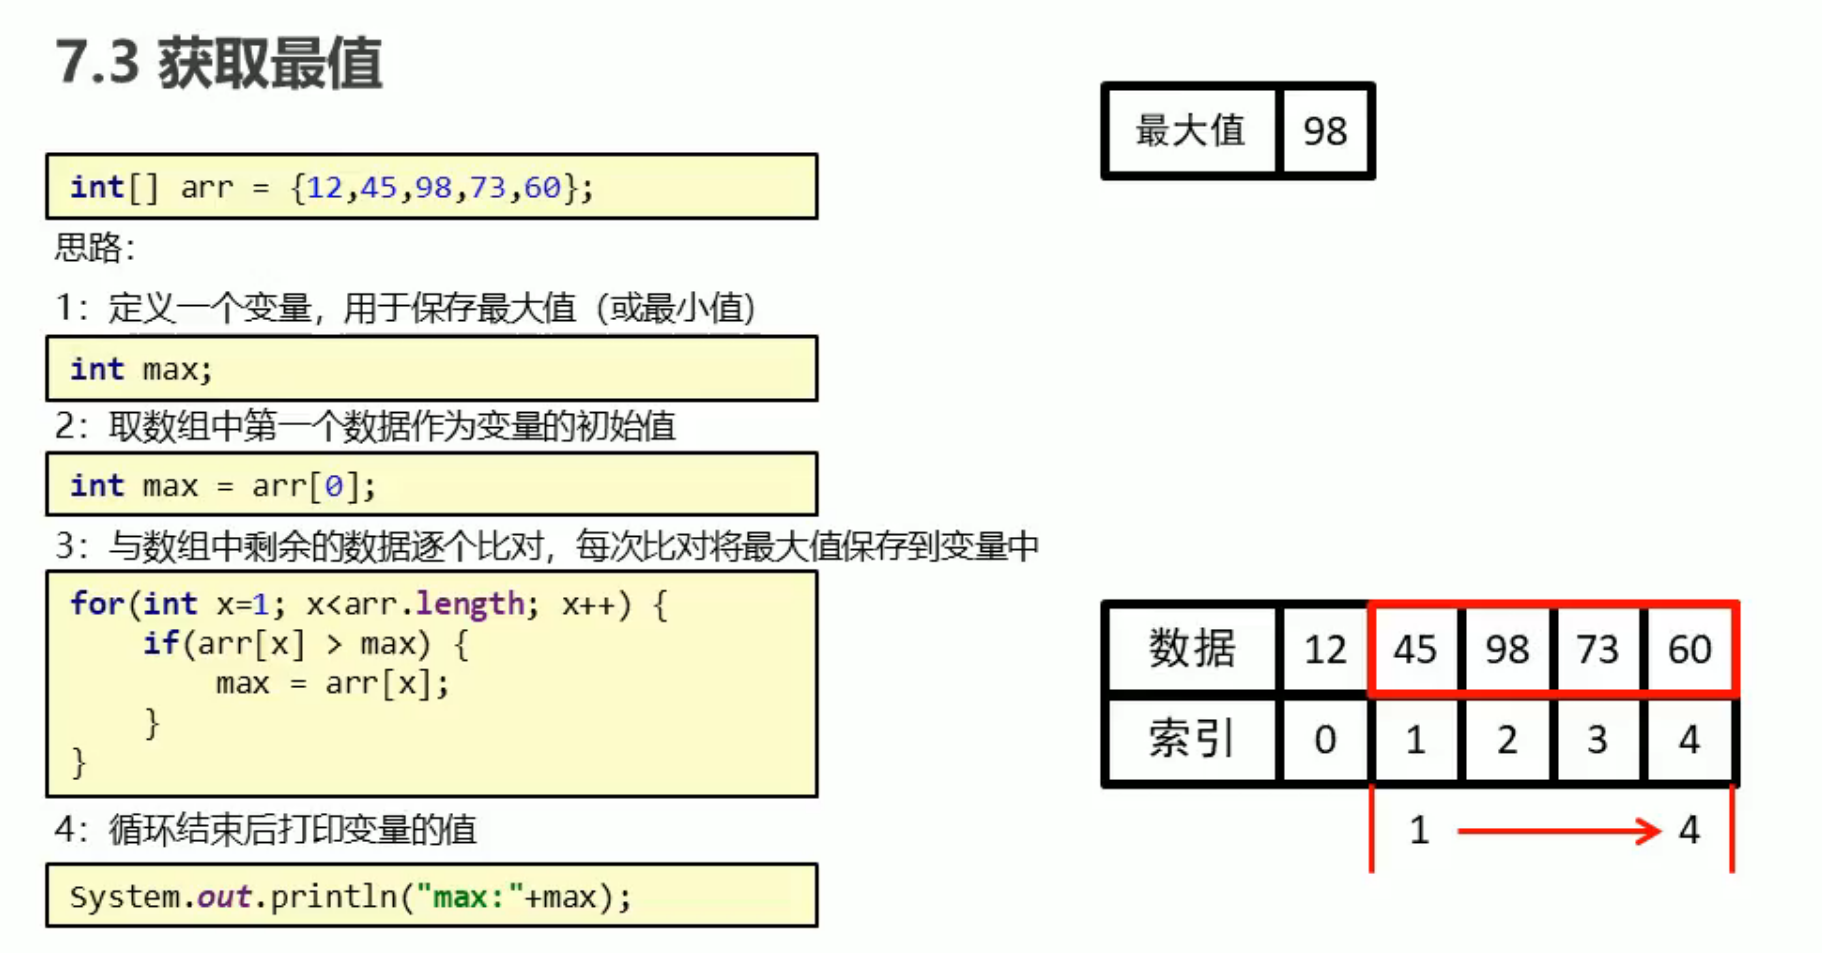 7.3 获取最值
最大值 98
int[] arr = {12,45,98,73,60};
思路：
1：定义一个变量，用于保存最大值（或最小值）
int max;
2：取数组中第一个数据作为变量的初始值
int max = arr[0];
3：与数组中剩余的数据逐个比对，每次比对将最大值保存到变量中
for(int x=1; x<arr.length; x++) {
    if(arr[x] > max) {
        max = arr[x];
    }
}
4：循环结束后打印变量的值
System.out.println("max:"+max);
数据 12 45 98 73 60
索引 0 1 2 3 4
1 4